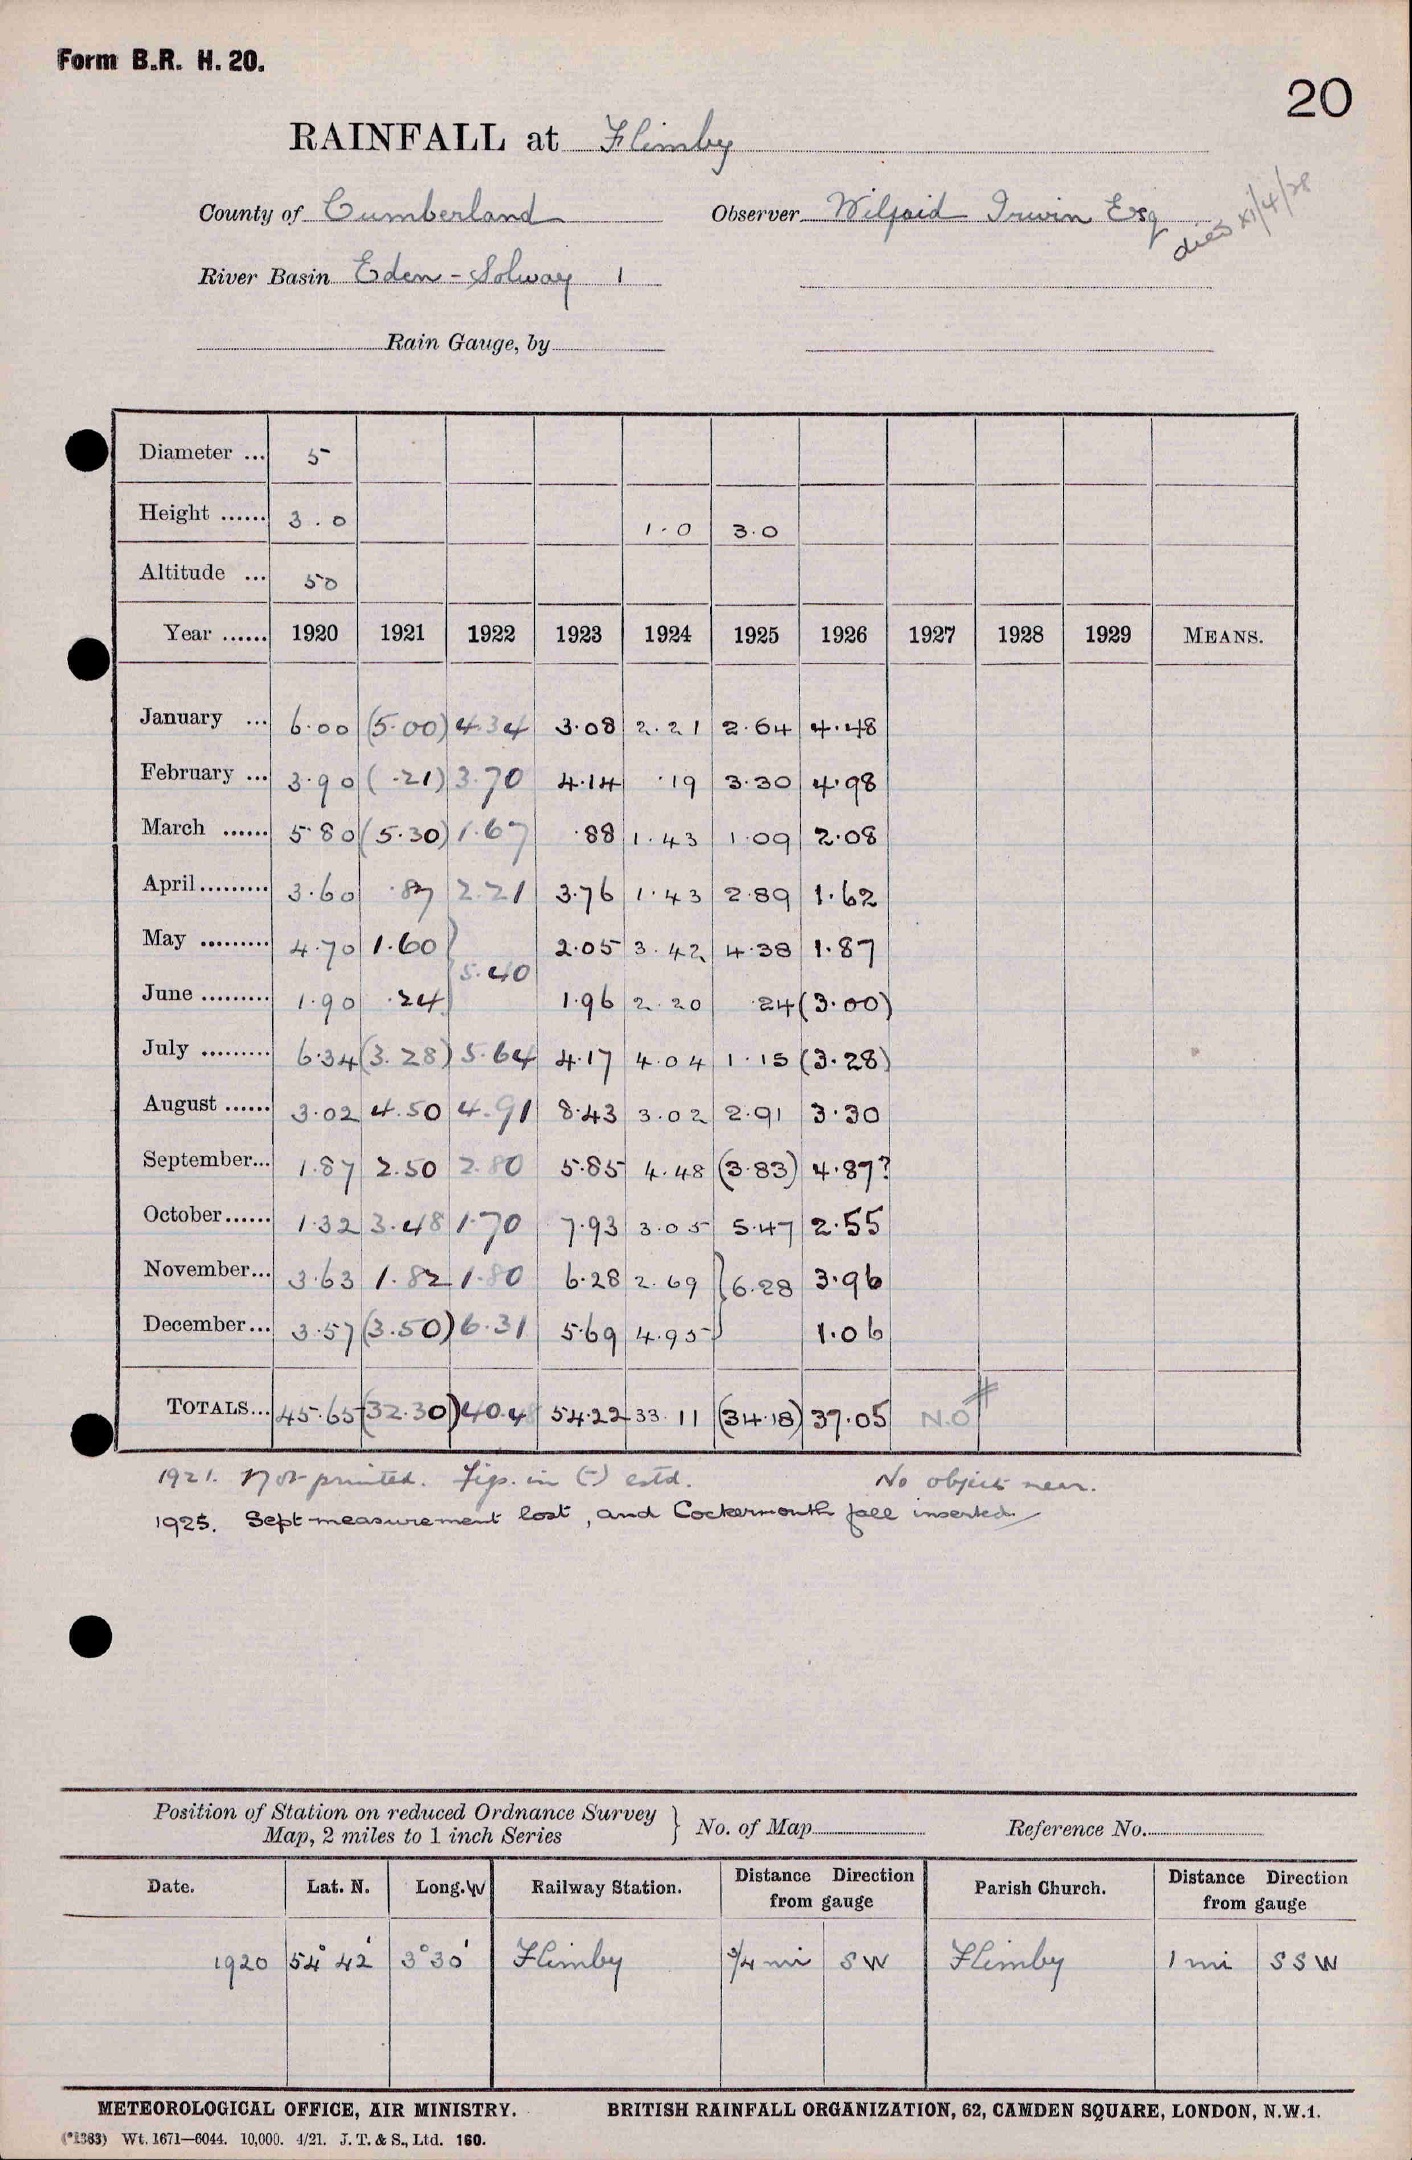 Form B.R. H. 20.
20
RAINFALL at Flimby
County of Cumberland Observer Wilfrid Irwin Esq
died 4/28
River Basin Eden - Solway 1
Rain Gauge, by
Diameter ... 5
Height ...... 3.0 1.0 3.0
Altitude ... 50
Year ...... 1920 1921 1922 1923 1924 1925 1926 1927 1928 1929 MEANS.
January ... 6.00 (5.00) 4.34 3.08 2.21 2.64 4.48
February ... 3.90 (.21) 3.70 4.14 .19 3.30 4.98
March ...... 5.80 (5.30) 1.67 .88 1.43 1.09 2.08
April......... 3.60 .87 2.21 3.76 1.43 2.89 1.62
May ......... 4.70 1.60 } 2.05 3.42 4.38 1.87
5.40
June ......... 1.90 .24 1.96 2.20 .24 (3.00)
July ......... 6.34 (3.28) 5.64 4.17 4.04 1.15 (3.28)
August ...... 3.02 4.50 4.91 8.43 3.02 2.91 3.30
September... 1.87 2.50 2.80 5.85 4.48 (3.83) 4.87?
October...... 1.32 3.48 1.70 7.93 3.05 5.47 2.55
November... 3.63 1.82 1.80 6.28 2.69 } 6.28 3.96
December... 3.57 (3.50) 6.31 5.69 4.95 1.06
TOTALS... 45.65 (32.30) 40.48 54.22 33.11 (34.18) 37.05 N.O #
1921. Not printed. Figs. in (-) estd. No object near.
1925. Sept measurement lost, and Cockermouth fall inserted
Position of Station on reduced Ordnance Survey
Map, 2 miles to 1 inch Series } No. of Map Reference No.
Date. Lat. N. Long. W Railway Station. Distance Direction from gauge Parish Church. Distance Direction from gauge
1920 54° 42' 3° 30' Flimby 3/4 mi SW Flimby 1 mi SSW
METEOROLOGICAL OFFICE, AIR MINISTRY. BRITISH RAINFALL ORGANIZATION, 62, CAMDEN SQUARE, LONDON, N.W.1.
(*1383) Wt. 1671—6044. 10,000. 4/21. J. T. & S., Ltd. 160.